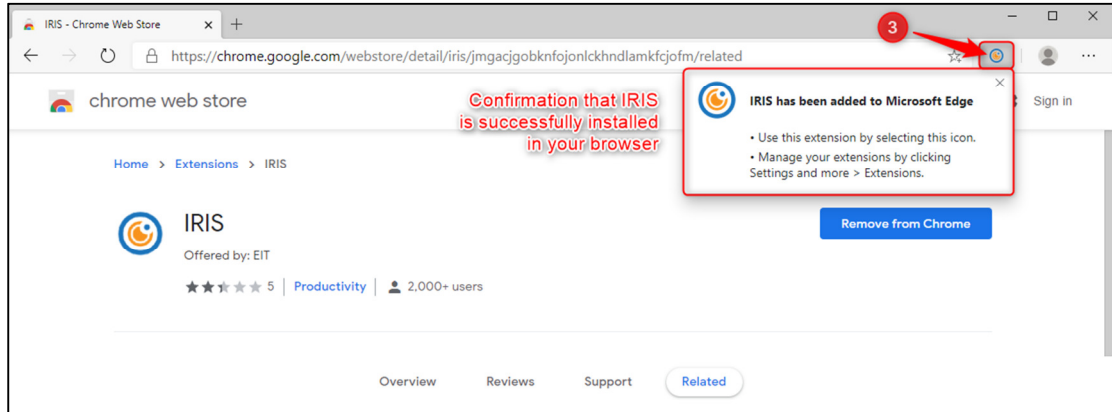 IRIS - Chrome Web Store
3
https://chrome.google.com/webstore/detail/iris/jmgacjgobknfojonlckhndlamkfcjofm/related
chrome web store
Sign in
Confirmation that IRIS
is successfully installed
in your browser
IRIS has been added to Microsoft Edge
• Use this extension by selecting this icon.
• Manage your extensions by clicking
Settings and more > Extensions.
Home > Extensions > IRIS
IRIS
Remove from Chrome
Offered by: EIT
5 | Productivity | 2,000+ users
Overview Reviews Support Related